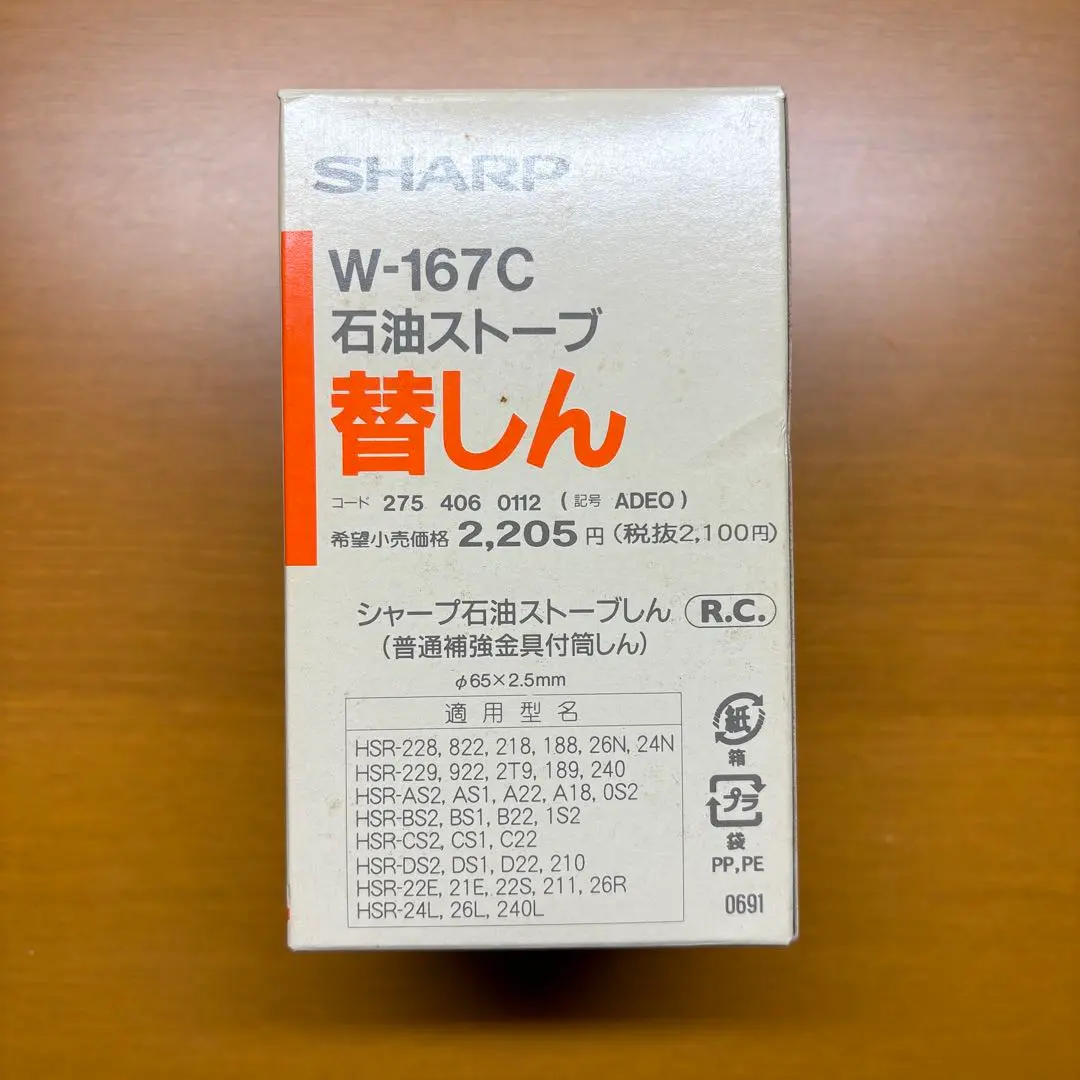 SHARP
W-167C
石油ストーブ
替しん
コード 275 406 0112 (記号 ADEO)
希望小売価格 2,205円 (税抜2,100円)
シャープ石油ストーブしん R.C.
(普通補強金具付筒しん)
φ65×2.5mm
適用型名
HSR-228, 822, 218, 188, 26N, 24N
HSR-229, 922, 2T9, 189, 240
HSR-AS2, AS1, A22, A18, 0S2
HSR-BS2, BS1, B22, 1S2
HSR-CS2, CS1, C22
HSR-DS2, DS1, D22, 210
HSR-22E, 21E, 22S, 211, 26R
HSR-24L, 26L, 240L
紙
箱
プラ
袋
PP,PE
0691